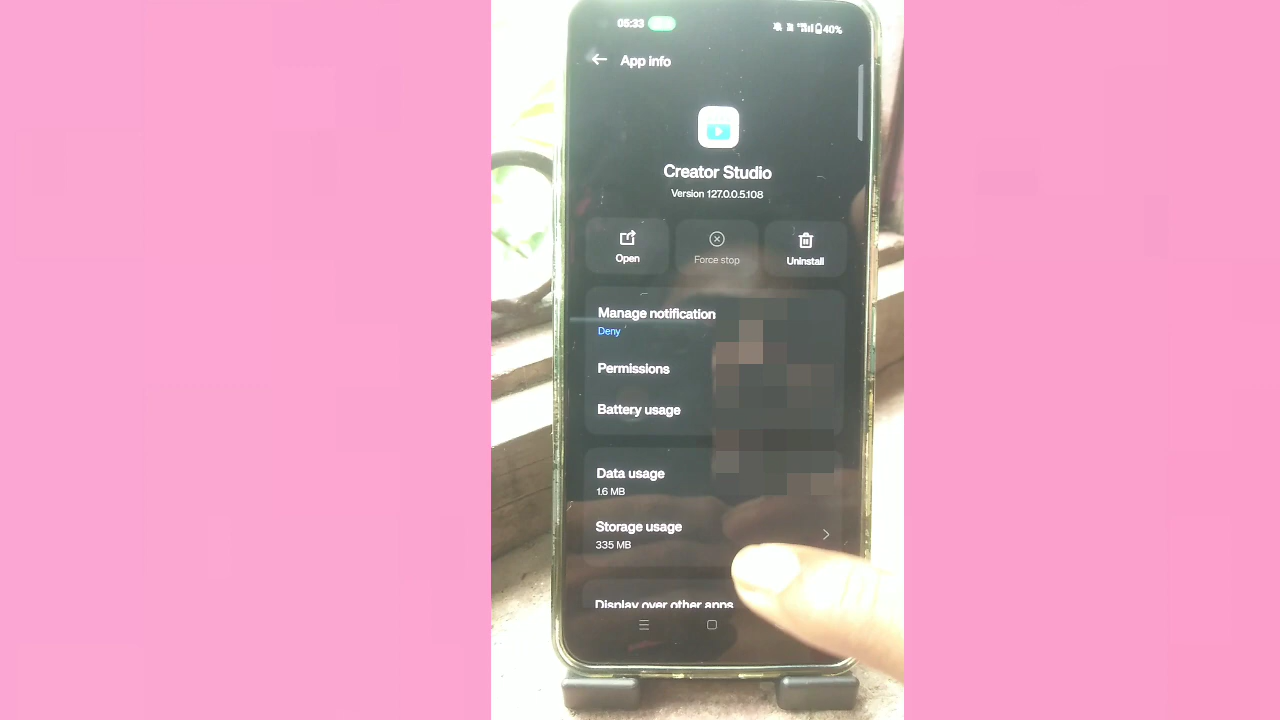 05:33
40%
App info
Creator Studio
Version 127.0.0.5.108
Open
Force stop
Uninstall
Manage notification
Deny
Permissions
Battery usage
Data usage
1.6 MB
Storage usage
335 MB
Display over other apps